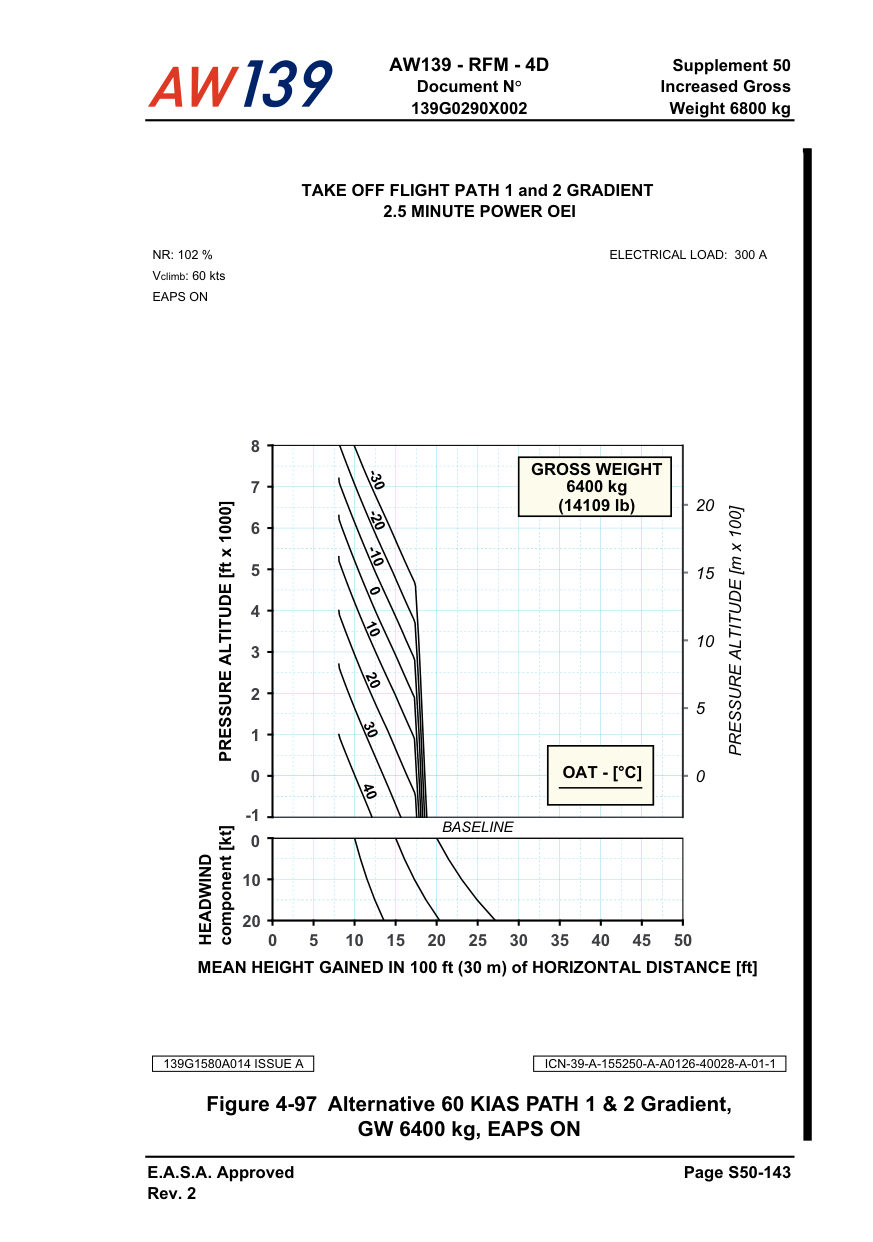 AW139
AW139 - RFM - 4D
Document N°
139G0290X002
Supplement 50
Increased Gross
Weight 6800 kg
TAKE OFF FLIGHT PATH 1 and 2 GRADIENT
2.5 MINUTE POWER OEI
NR: 102 %
Vclimb: 60 kts
EAPS ON
ELECTRICAL LOAD: 300 A
PRESSURE ALTITUDE [ft x 1000]
8
7
6
5
4
3
2
1
0
-1
-30
-20
-10
0
10
20
30
40
GROSS WEIGHT
6400 kg
(14109 lb)
OAT - [°C]
20
15
10
5
0
PRESSURE ALTITUDE [m x 100]
BASELINE
HEADWIND
component [kt]
0
10
20
0 5 10 15 20 25 30 35 40 45 50
MEAN HEIGHT GAINED IN 100 ft (30 m) of HORIZONTAL DISTANCE [ft]
139G1580A014 ISSUE A
ICN-39-A-155250-A-A0126-40028-A-01-1
Figure 4-97 Alternative 60 KIAS PATH 1 & 2 Gradient,
GW 6400 kg, EAPS ON
E.A.S.A. Approved
Rev. 2
Page S50-143